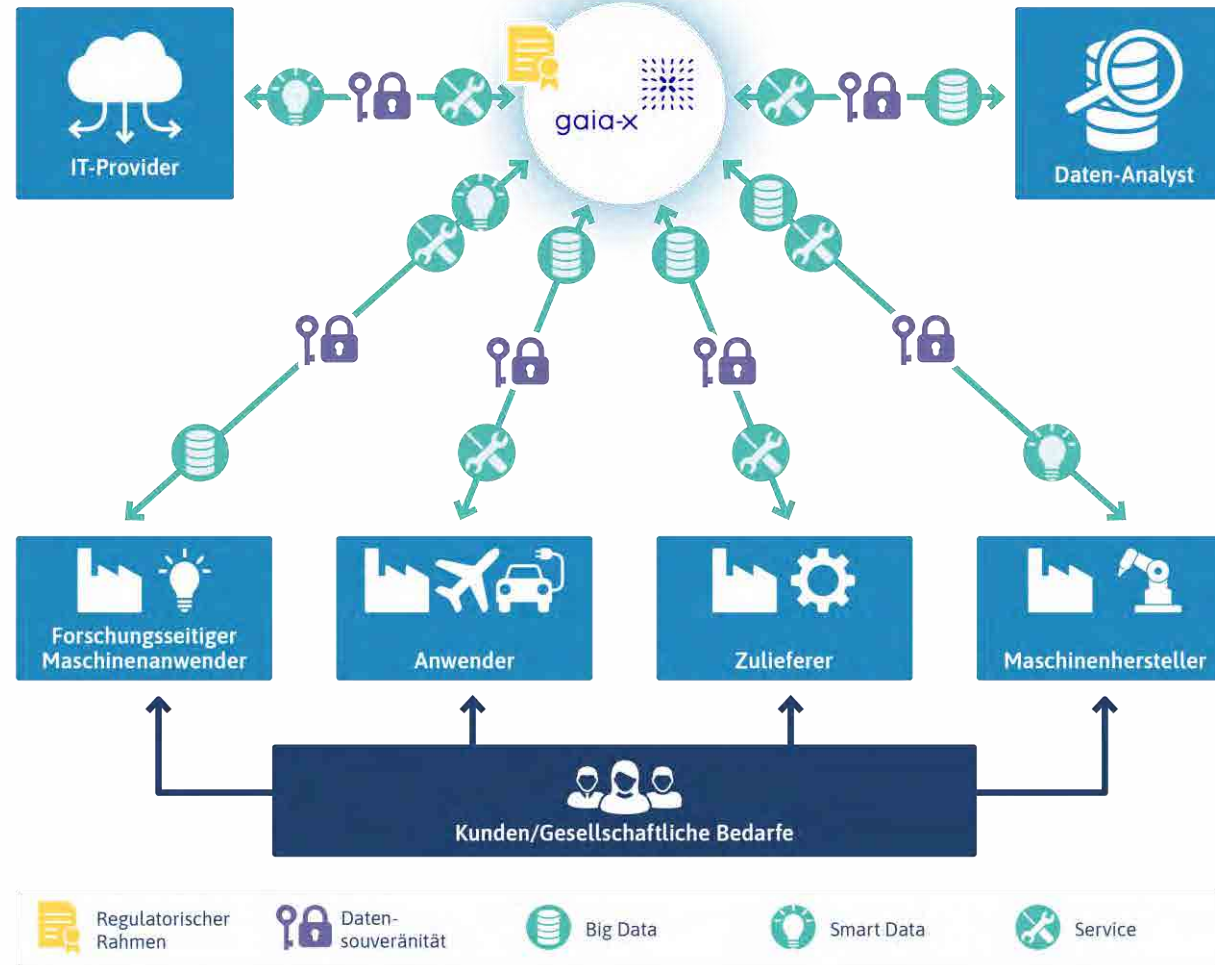 gaia-x
IT-Provider
Daten-Analyst
Forschungsseitiger
Maschinenanwender
Anwender
Zulieferer
Maschinenhersteller
Kunden/Gesellschaftliche Bedarfe
Regulatorischer
Rahmen
Daten-
souveränität
Big Data
Smart Data
Service